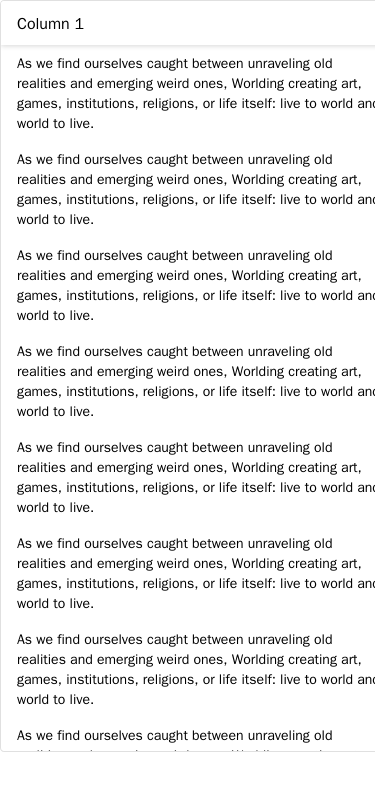 Column 1
As we find ourselves caught between unraveling old
realities and emerging weird ones, Worlding creating art,
games, institutions, religions, or life itself: live to world and
world to live.
As we find ourselves caught between unraveling old
realities and emerging weird ones, Worlding creating art,
games, institutions, religions, or life itself: live to world and
world to live.
As we find ourselves caught between unraveling old
realities and emerging weird ones, Worlding creating art,
games, institutions, religions, or life itself: live to world and
world to live.
As we find ourselves caught between unraveling old
realities and emerging weird ones, Worlding creating art,
games, institutions, religions, or life itself: live to world and
world to live.
As we find ourselves caught between unraveling old
realities and emerging weird ones, Worlding creating art,
games, institutions, religions, or life itself: live to world and
world to live.
As we find ourselves caught between unraveling old
realities and emerging weird ones, Worlding creating art,
games, institutions, religions, or life itself: live to world and
world to live.
As we find ourselves caught between unraveling old
realities and emerging weird ones, Worlding creating art,
games, institutions, religions, or life itself: live to world and
world to live.
As we find ourselves caught between unraveling old